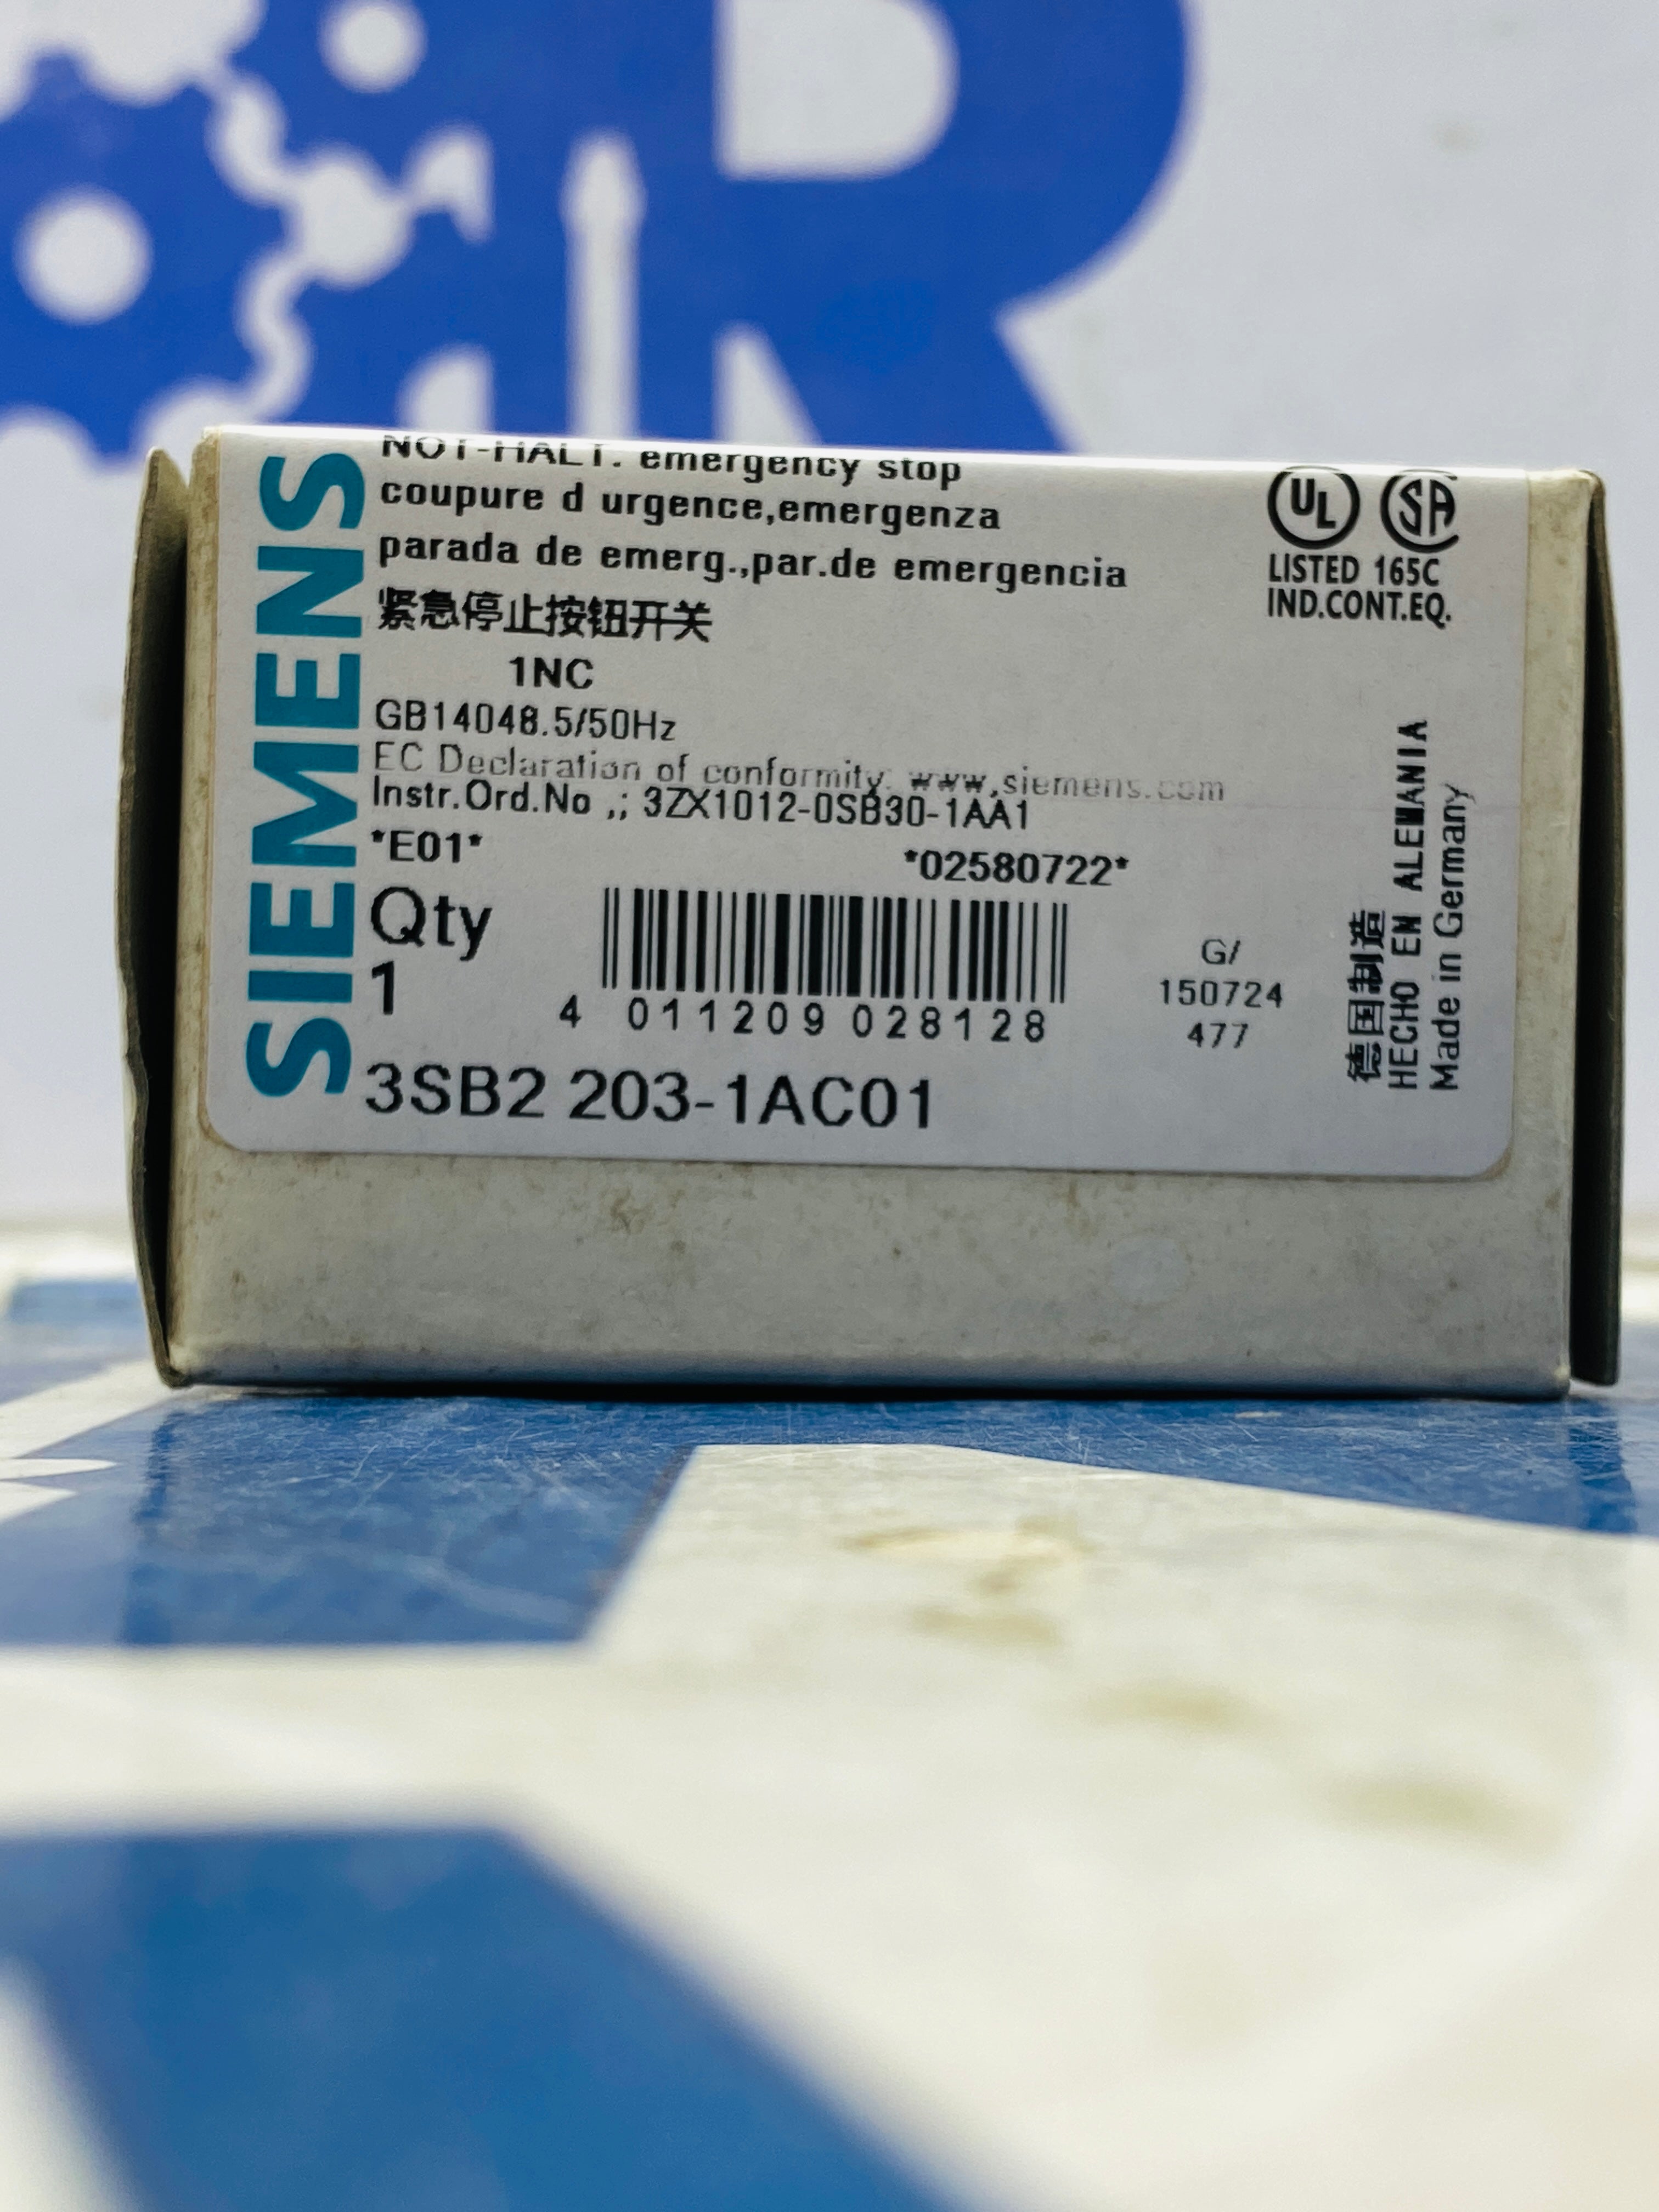 SIEMENS
NOT-HALT. emergency stop
coupure d urgence,emergenza
parada de emerg.,par.de emergencia
紧急停止按钮开关
1NC
GB14048.5/50Hz
EC Declaration of conformity: www.siemens.com
Instr.Ord.No .; 3ZX1012-0SB30-1AA1
*E01*
*02580722*
Qty
1
4 011209 028128
3SB2 203-1AC01
UL SA
LISTED 165C
IND.CONT.EQ.
G/
150724
477
德国制造
HECHO EN ALEMANIA
Made in Germany
R